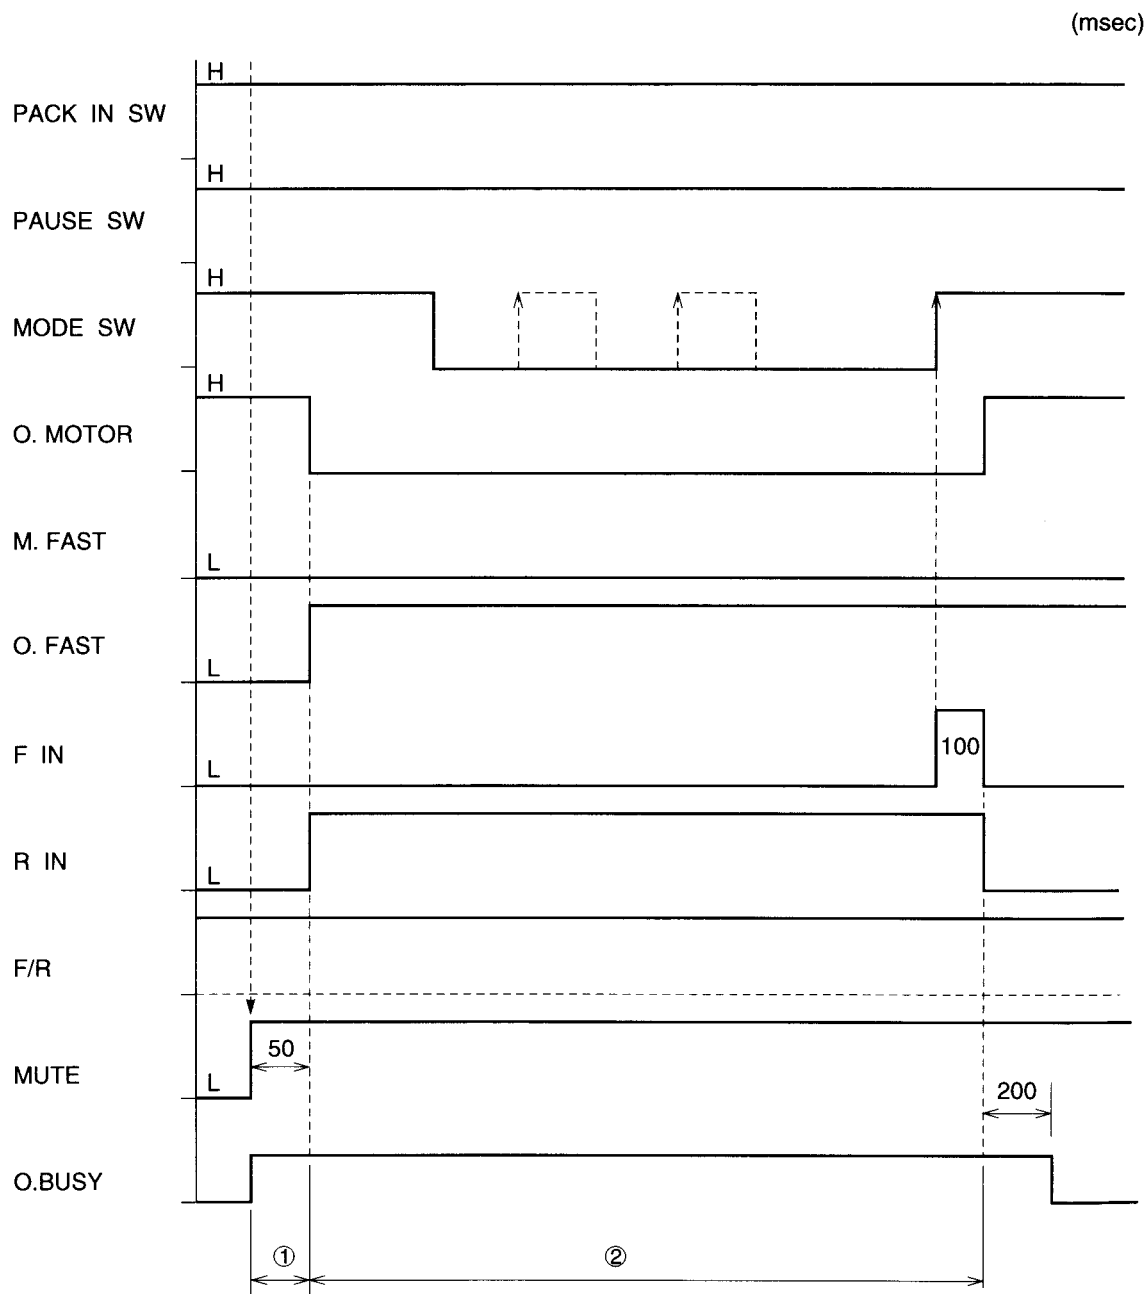 (msec)
H
PACK IN SW
H
PAUSE SW
H
MODE SW
H
O. MOTOR
M. FAST
L
O. FAST
L
F IN
100
L
R IN
L
F/R
50
MUTE
L
200
O.BUSY
① ②